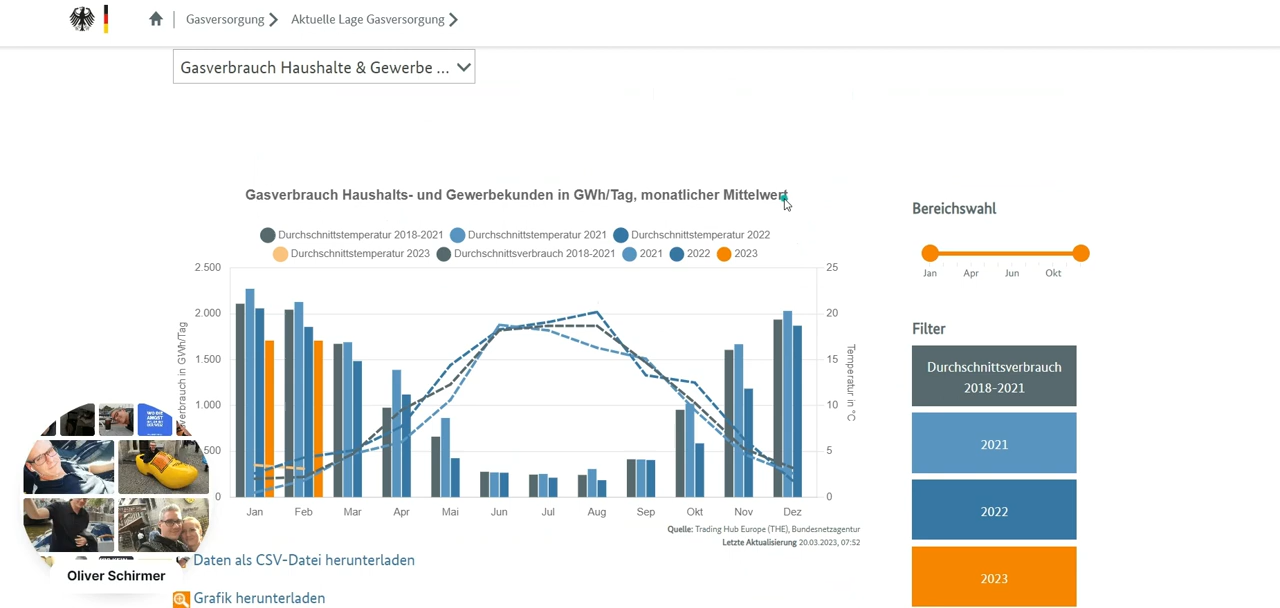 Gasversorgung
Aktuelle Lage Gasversorgung
Gasverbrauch Haushalte & Gewerbe ...
Gasverbrauch Haushalts- und Gewerbekunden in GWh/Tag, monatlicher Mittelwert
Durchschnittstemperatur 2018-2021 Durchschnittstemperatur 2021 Durchschnittstemperatur 2022
Durchschnittstemperatur 2023 Durchschnittsverbrauch 2018-2021 2021 2022 2023
2.500 25
2.000 20
1.500 15
1.000 10
500 5
0 0
Verbrauch in GWh/Tag
Temperatur in °C
Jan Feb Mar Apr Mai Jun Jul Aug Sep Okt Nov Dez
Quelle: Trading Hub Europe (THE), Bundesnetzagentur
Letzte Aktualisierung 20.03.2023, 07:52
Bereichswahl
Jan Apr Jun Okt
Filter
Durchschnittsverbrauch
2018-2021
2021
2022
2023
Daten als CSV-Datei herunterladen
Grafik herunterladen
Oliver Schirmer